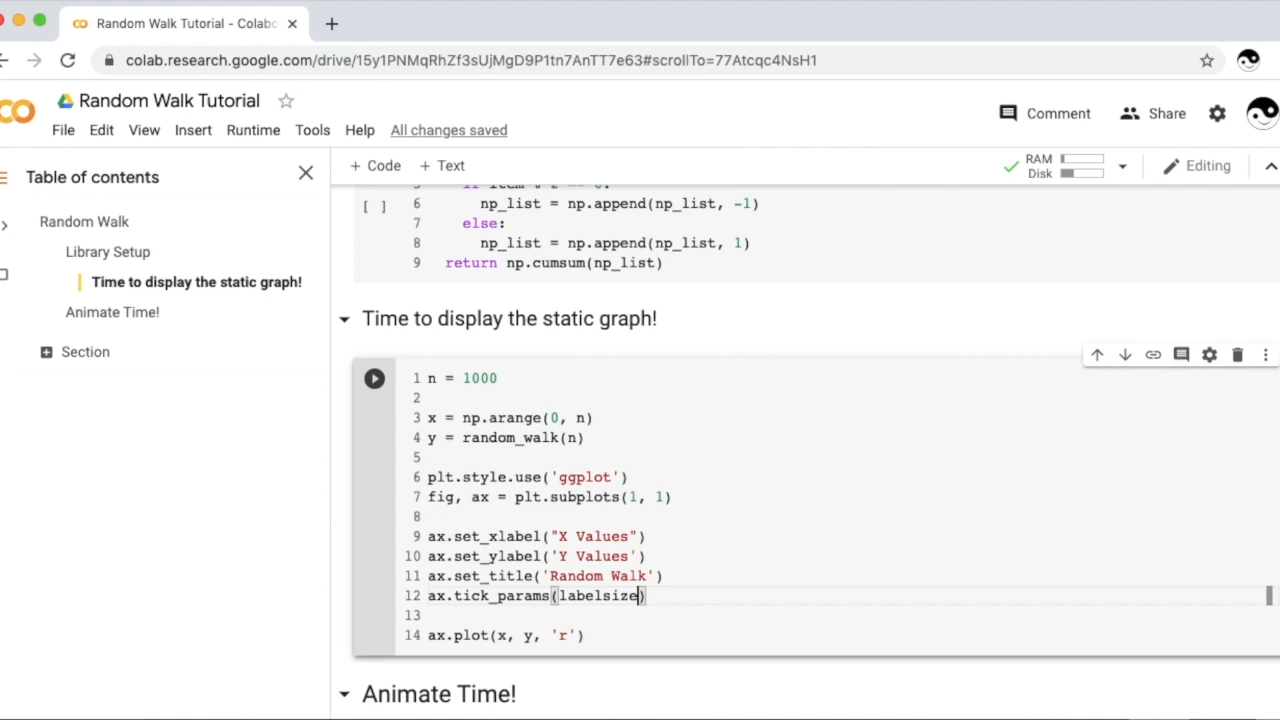 Random Walk Tutorial - Colabo
colab.research.google.com/drive/15y1PNMqRhZf3sUjMgD9P1tn7AnTT7e63#scrollTo=77Atcqc4NsH1
Random Walk Tutorial
Comment
Share
File Edit View Insert Runtime Tools Help All changes saved
Table of contents
+ Code + Text
RAM
Disk
Editing
Random Walk
Library Setup
Time to display the static graph!
Animate Time!
Section
[ ]
6 np_list = np.append(np_list, -1)
7 else:
8 np_list = np.append(np_list, 1)
9 return np.cumsum(np_list)
Time to display the static graph!
1 n = 1000
2
3 x = np.arange(0, n)
4 y = random_walk(n)
5
6 plt.style.use('ggplot')
7 fig, ax = plt.subplots(1, 1)
8
9 ax.set_xlabel("X Values")
10 ax.set_ylabel('Y Values')
11 ax.set_title('Random Walk')
12 ax.tick_params(labelsize)
13
14 ax.plot(x, y, 'r')
Animate Time!